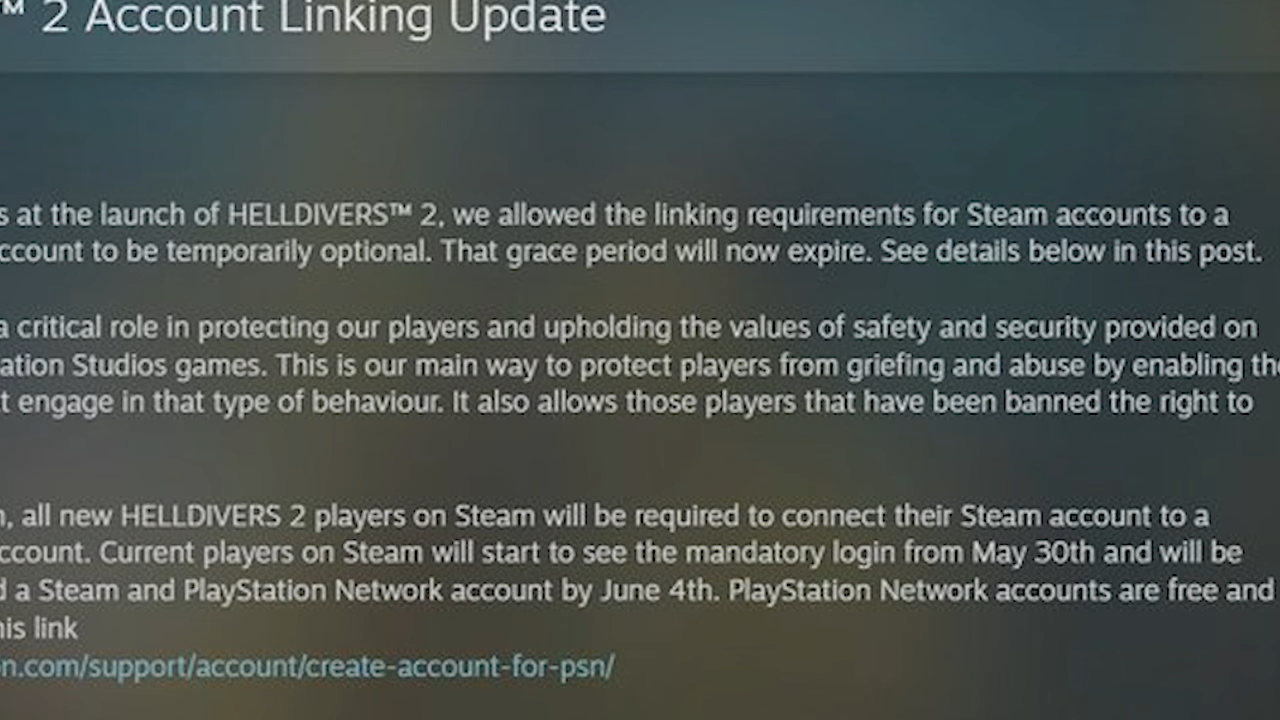 ™ 2 Account Linking Update
s at the launch of HELLDIVERS™ 2, we allowed the linking requirements for Steam accounts to a
ccount to be temporarily optional. That grace period will now expire. See details below in this post.
a critical role in protecting our players and upholding the values of safety and security provided on
ation Studios games. This is our main way to protect players from griefing and abuse by enabling the
t engage in that type of behaviour. It also allows those players that have been banned the right to
n, all new HELLDIVERS 2 players on Steam will be required to connect their Steam account to a
ccount. Current players on Steam will start to see the mandatory login from May 30th and will be
d a Steam and PlayStation Network account by June 4th. PlayStation Network accounts are free and
his link
n.com/support/account/create-account-for-psn/